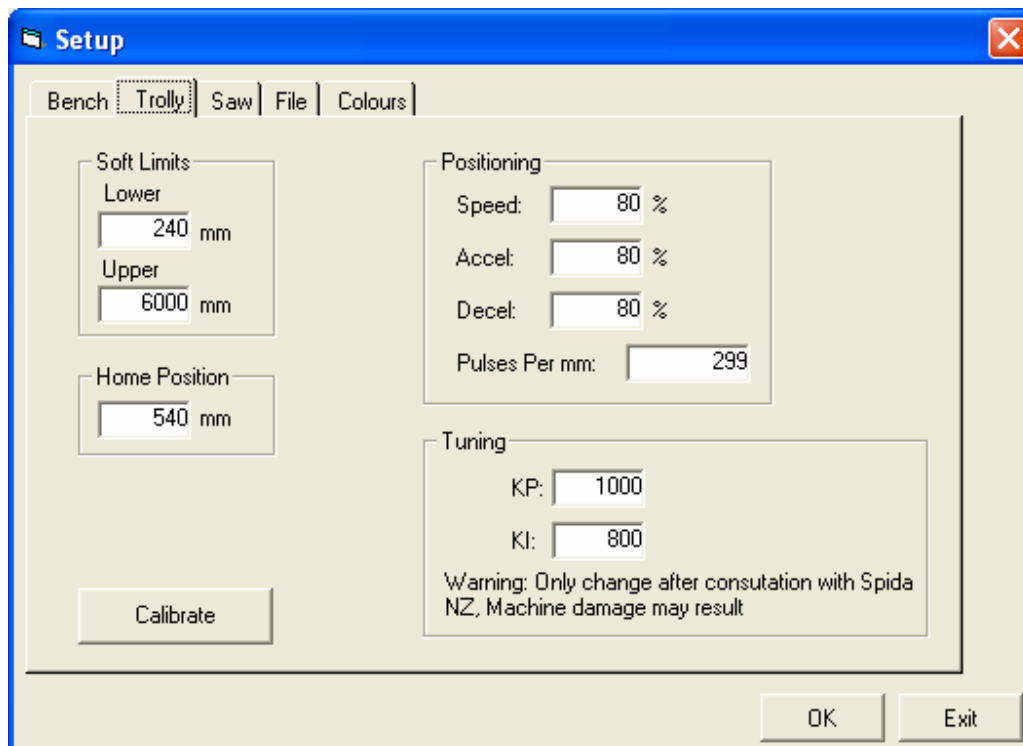 Setup
Bench Trolly Saw File Colours
Soft Limits
Lower
240 mm
Upper
6000 mm
Home Position
540 mm
Calibrate
Positioning
Speed: 80 %
Accel: 80 %
Decel: 80 %
Pulses Per mm: 299
Tuning
KP: 1000
KI: 800
Warning: Only change after consutation with Spida
NZ, Machine damage may result
OK Exit